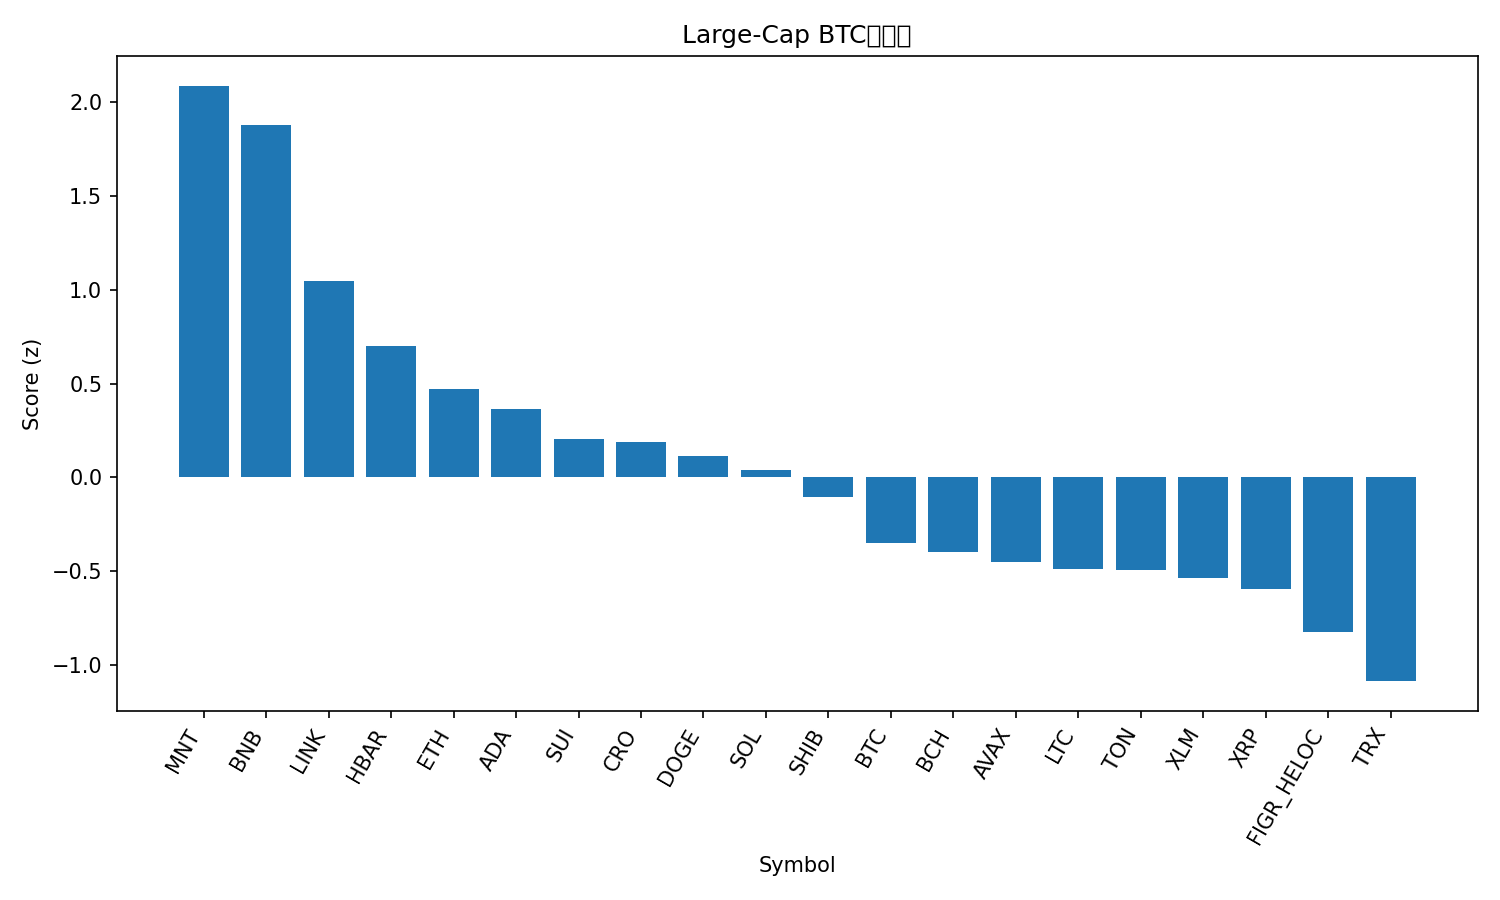 Large-Cap BTC
2.0
1.5
1.0
0.5
0.0
−0.5
−1.0
Score (z)
MNT
BNB
LINK
HBAR
ETH
ADA
SUI
CRO
DOGE
SOL
SHIB
BTC
BCH
AVAX
LTC
TON
XLM
XRP
FIGR_HELOC
TRX
Symbol